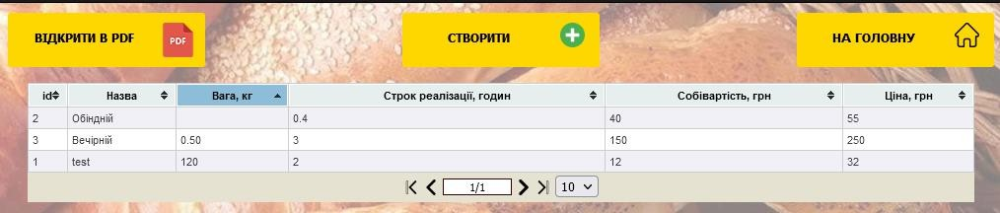 ВІДКРИТИ В PDF PDF СТВОРИТИ НА ГОЛОВНУ
id Назва Вага, кг Строк реалізації, годин Собівартість, грн Ціна, грн
2 Обіндній 0.4 40 55
3 Вечірній 0.50 3 150 250
1 test 120 2 12 32
1/1 10